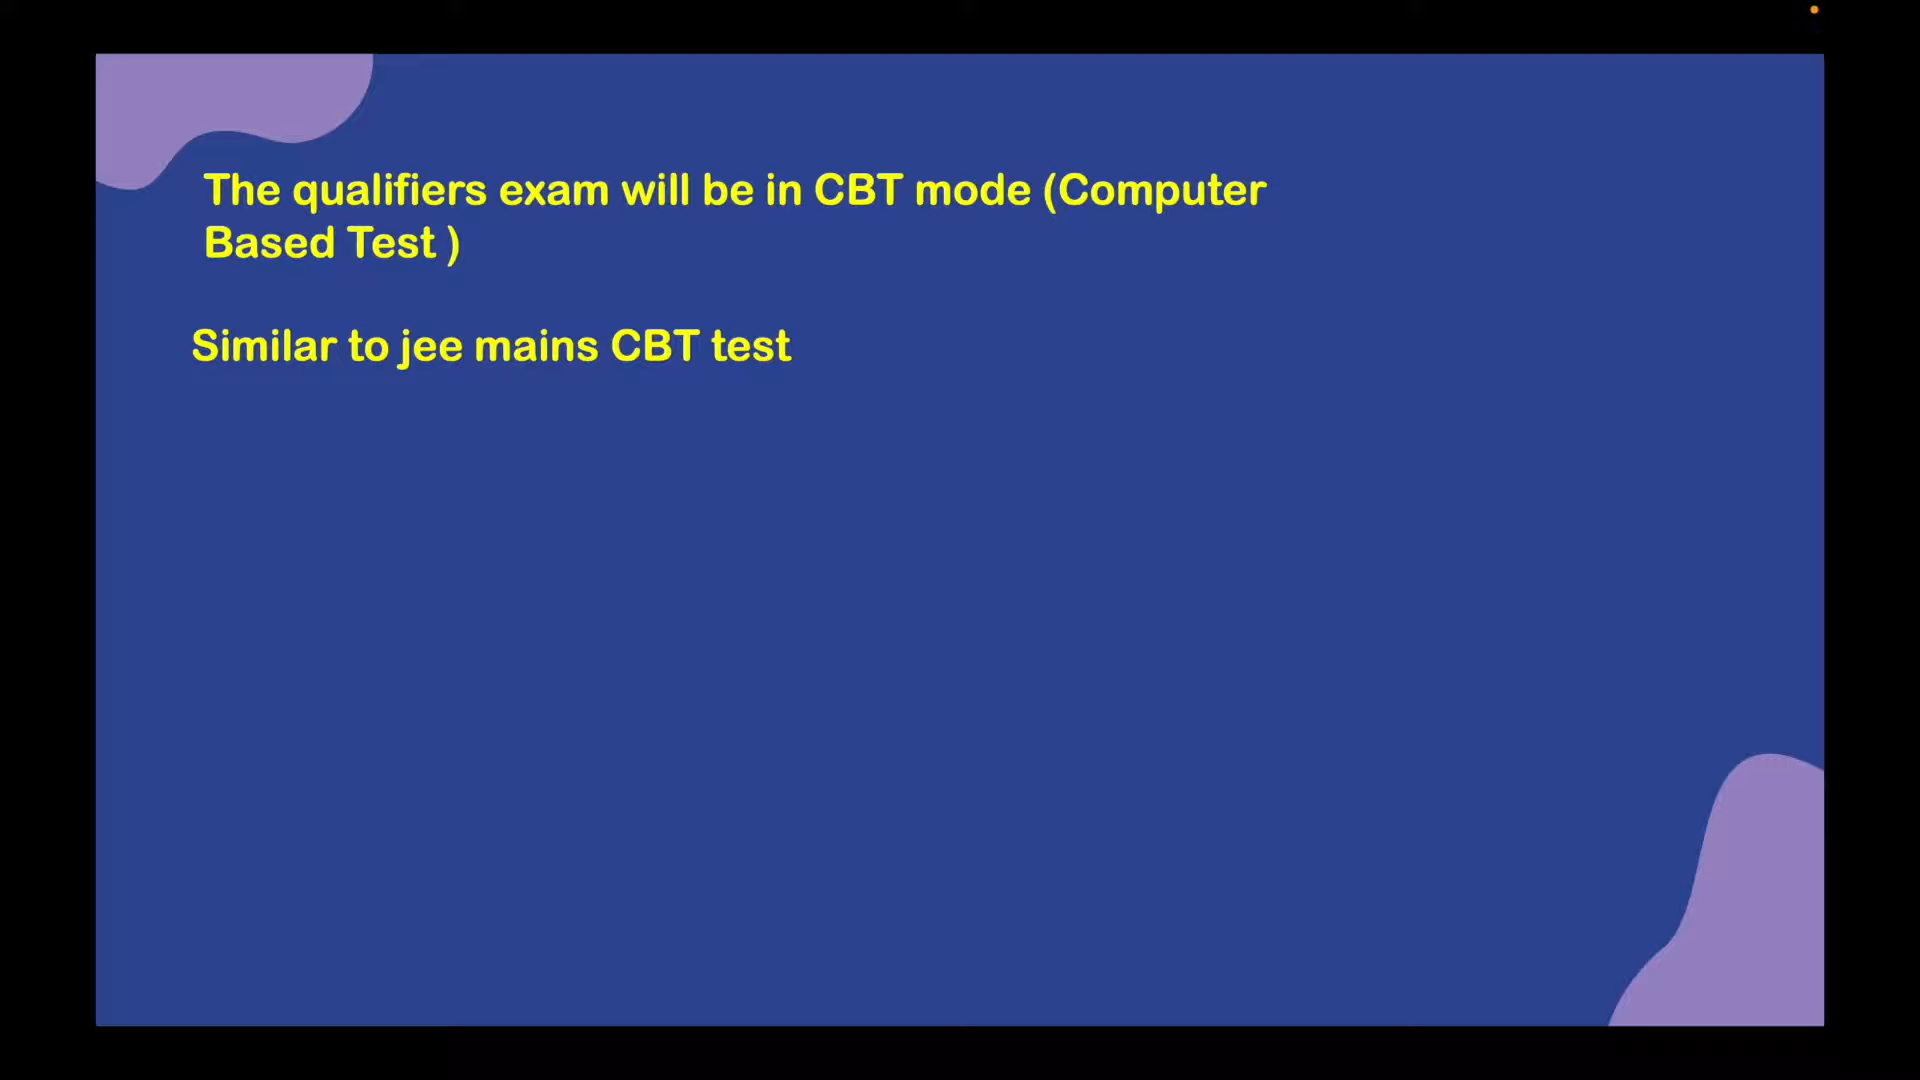 The qualifiers exam will be in CBT mode (Computer
Based Test )
Similar to jee mains CBT test